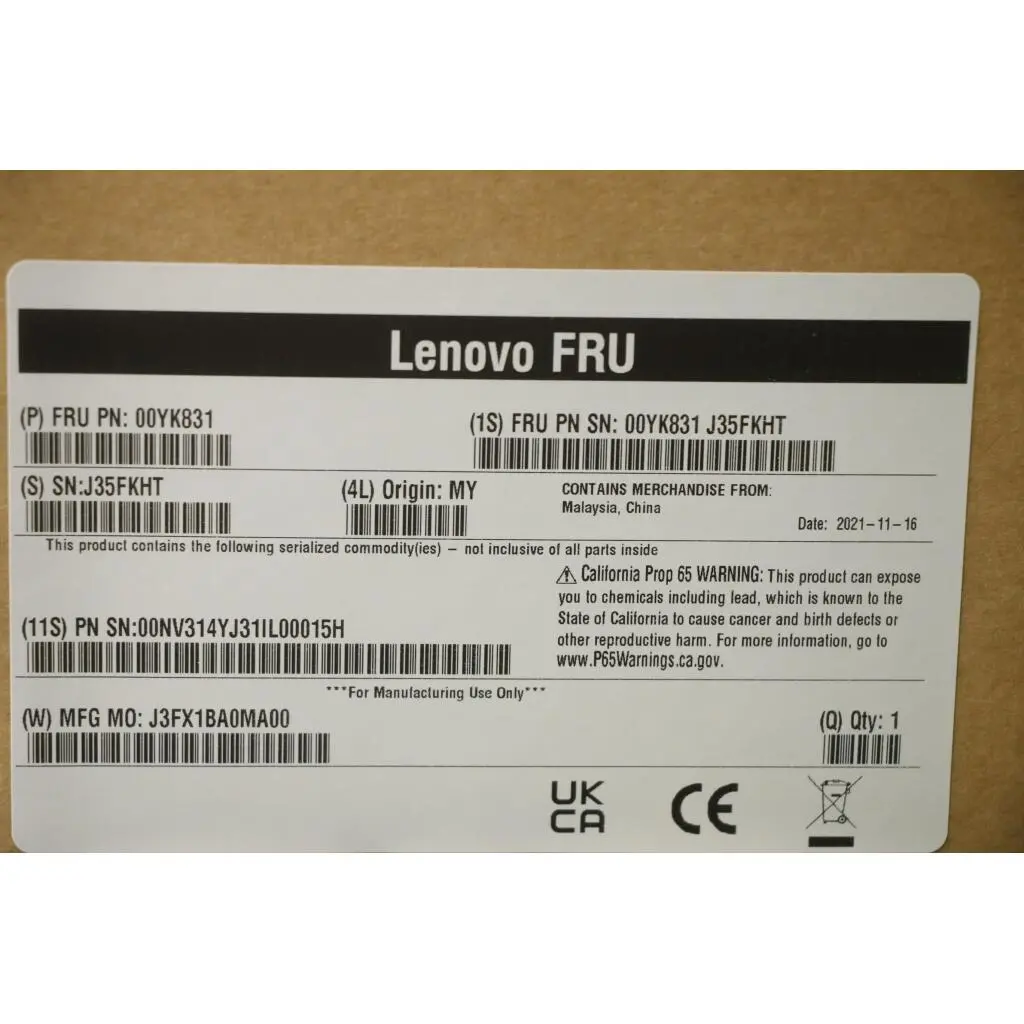 Lenovo FRU
(P) FRU PN: 00YK831
(1S) FRU PN SN: 00YK831 J35FKHT
(S) SN:J35FKHT
(4L) Origin: MY
CONTAINS MERCHANDISE FROM:
Malaysia, China
Date: 2021-11-16
This product contains the following serialized commodity(ies) – not inclusive of all parts inside
⚠ California Prop 65 WARNING: This product can expose
you to chemicals including lead, which is known to the
State of California to cause cancer and birth defects or
other reproductive harm. For more information, go to
www.P65Warnings.ca.gov.
(11S) PN SN:00NV314YJ31IL00015H
***For Manufacturing Use Only***
(W) MFG MO: J3FX1BA0MA00
(Q) Qty: 1
UK
CA
CE